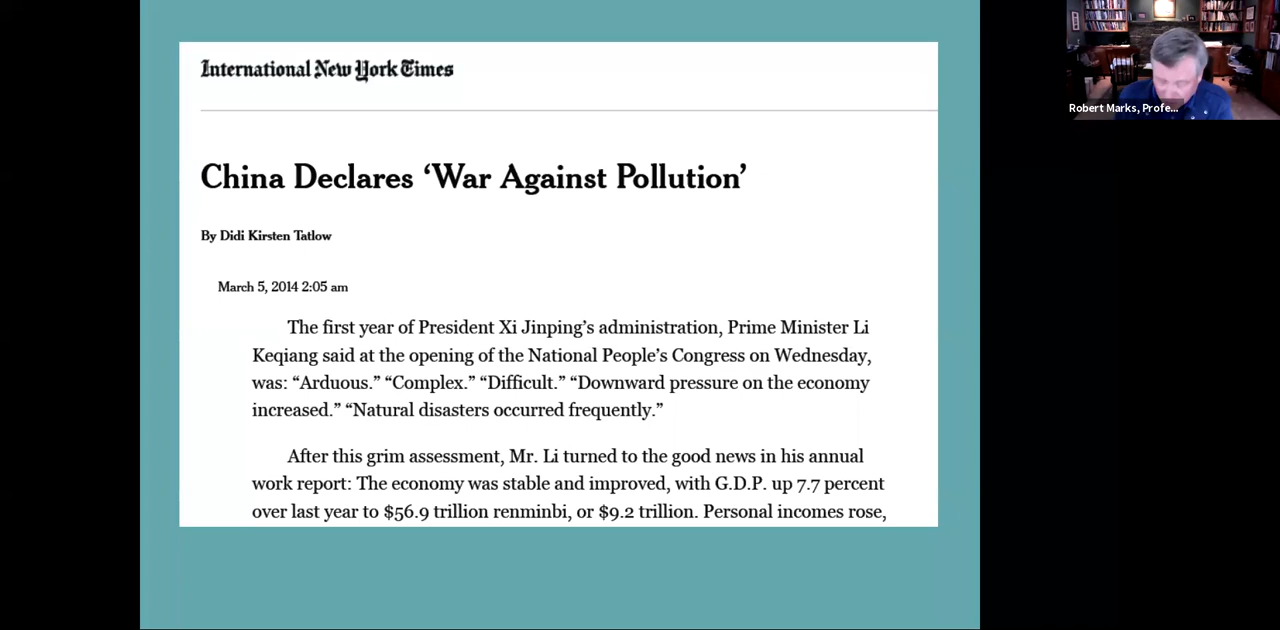 International New York Times
China Declares ‘War Against Pollution’
By Didi Kirsten Tatlow
March 5, 2014 2:05 am
The first year of President Xi Jinping’s administration, Prime Minister Li
Keqiang said at the opening of the National People’s Congress on Wednesday,
was: “Arduous.” “Complex.” “Difficult.” “Downward pressure on the economy
increased.” “Natural disasters occurred frequently.”
After this grim assessment, Mr. Li turned to the good news in his annual
work report: The economy was stable and improved, with G.D.P. up 7.7 percent
over last year to $56.9 trillion renminbi, or $9.2 trillion. Personal incomes rose,
Robert Marks, Profe...